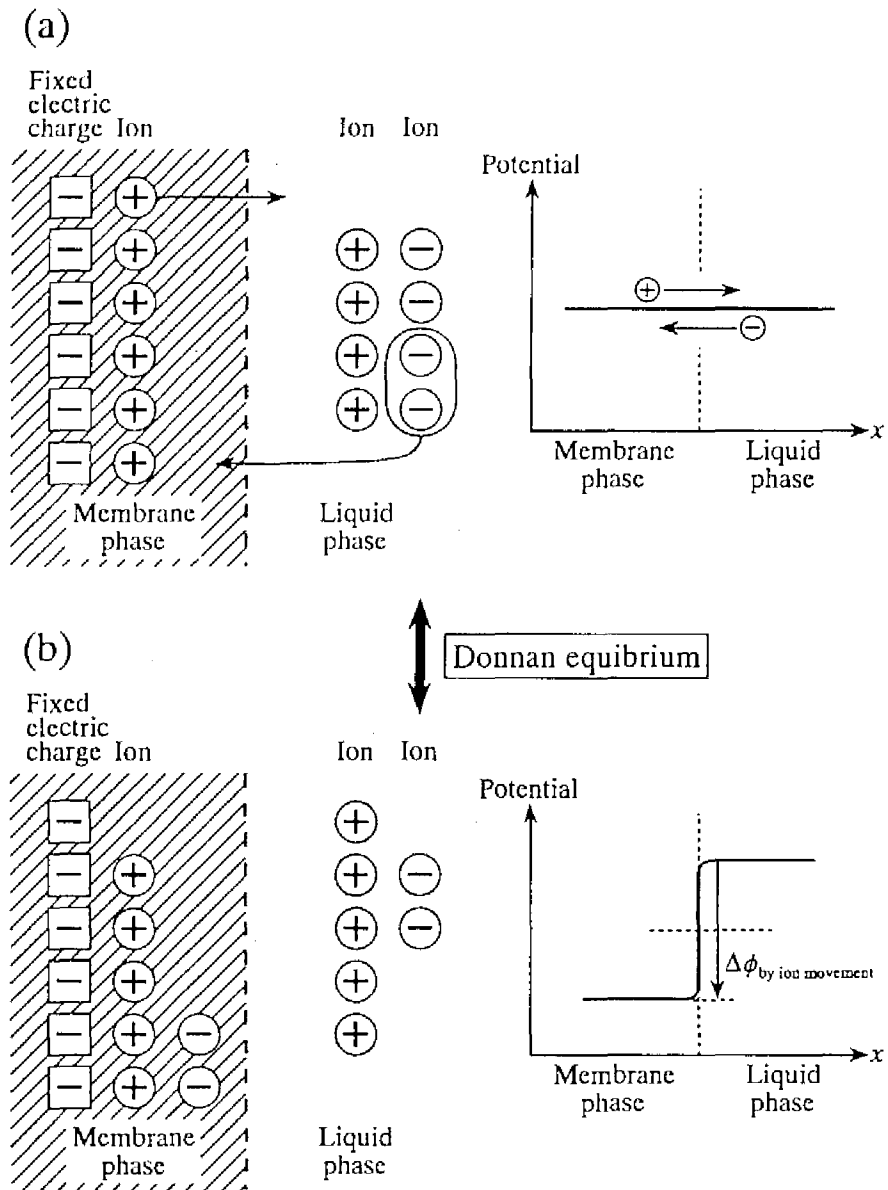 (a)
Fixed
electric
charge Ion
Ion Ion
− + 
− + + −
− + + −
− + + −
− + + −
− +
Membrane
phase
Liquid
phase
Potential
+
−
x
Membrane
phase
Liquid
phase
Donnan equibrium
(b)
Fixed
electric
charge Ion
Ion Ion
− +
− + + −
− + + −
− + +
− + − +
− + −
Membrane
phase
Liquid
phase
Potential
Δϕby ion movement
x
Membrane
phase
Liquid
phase